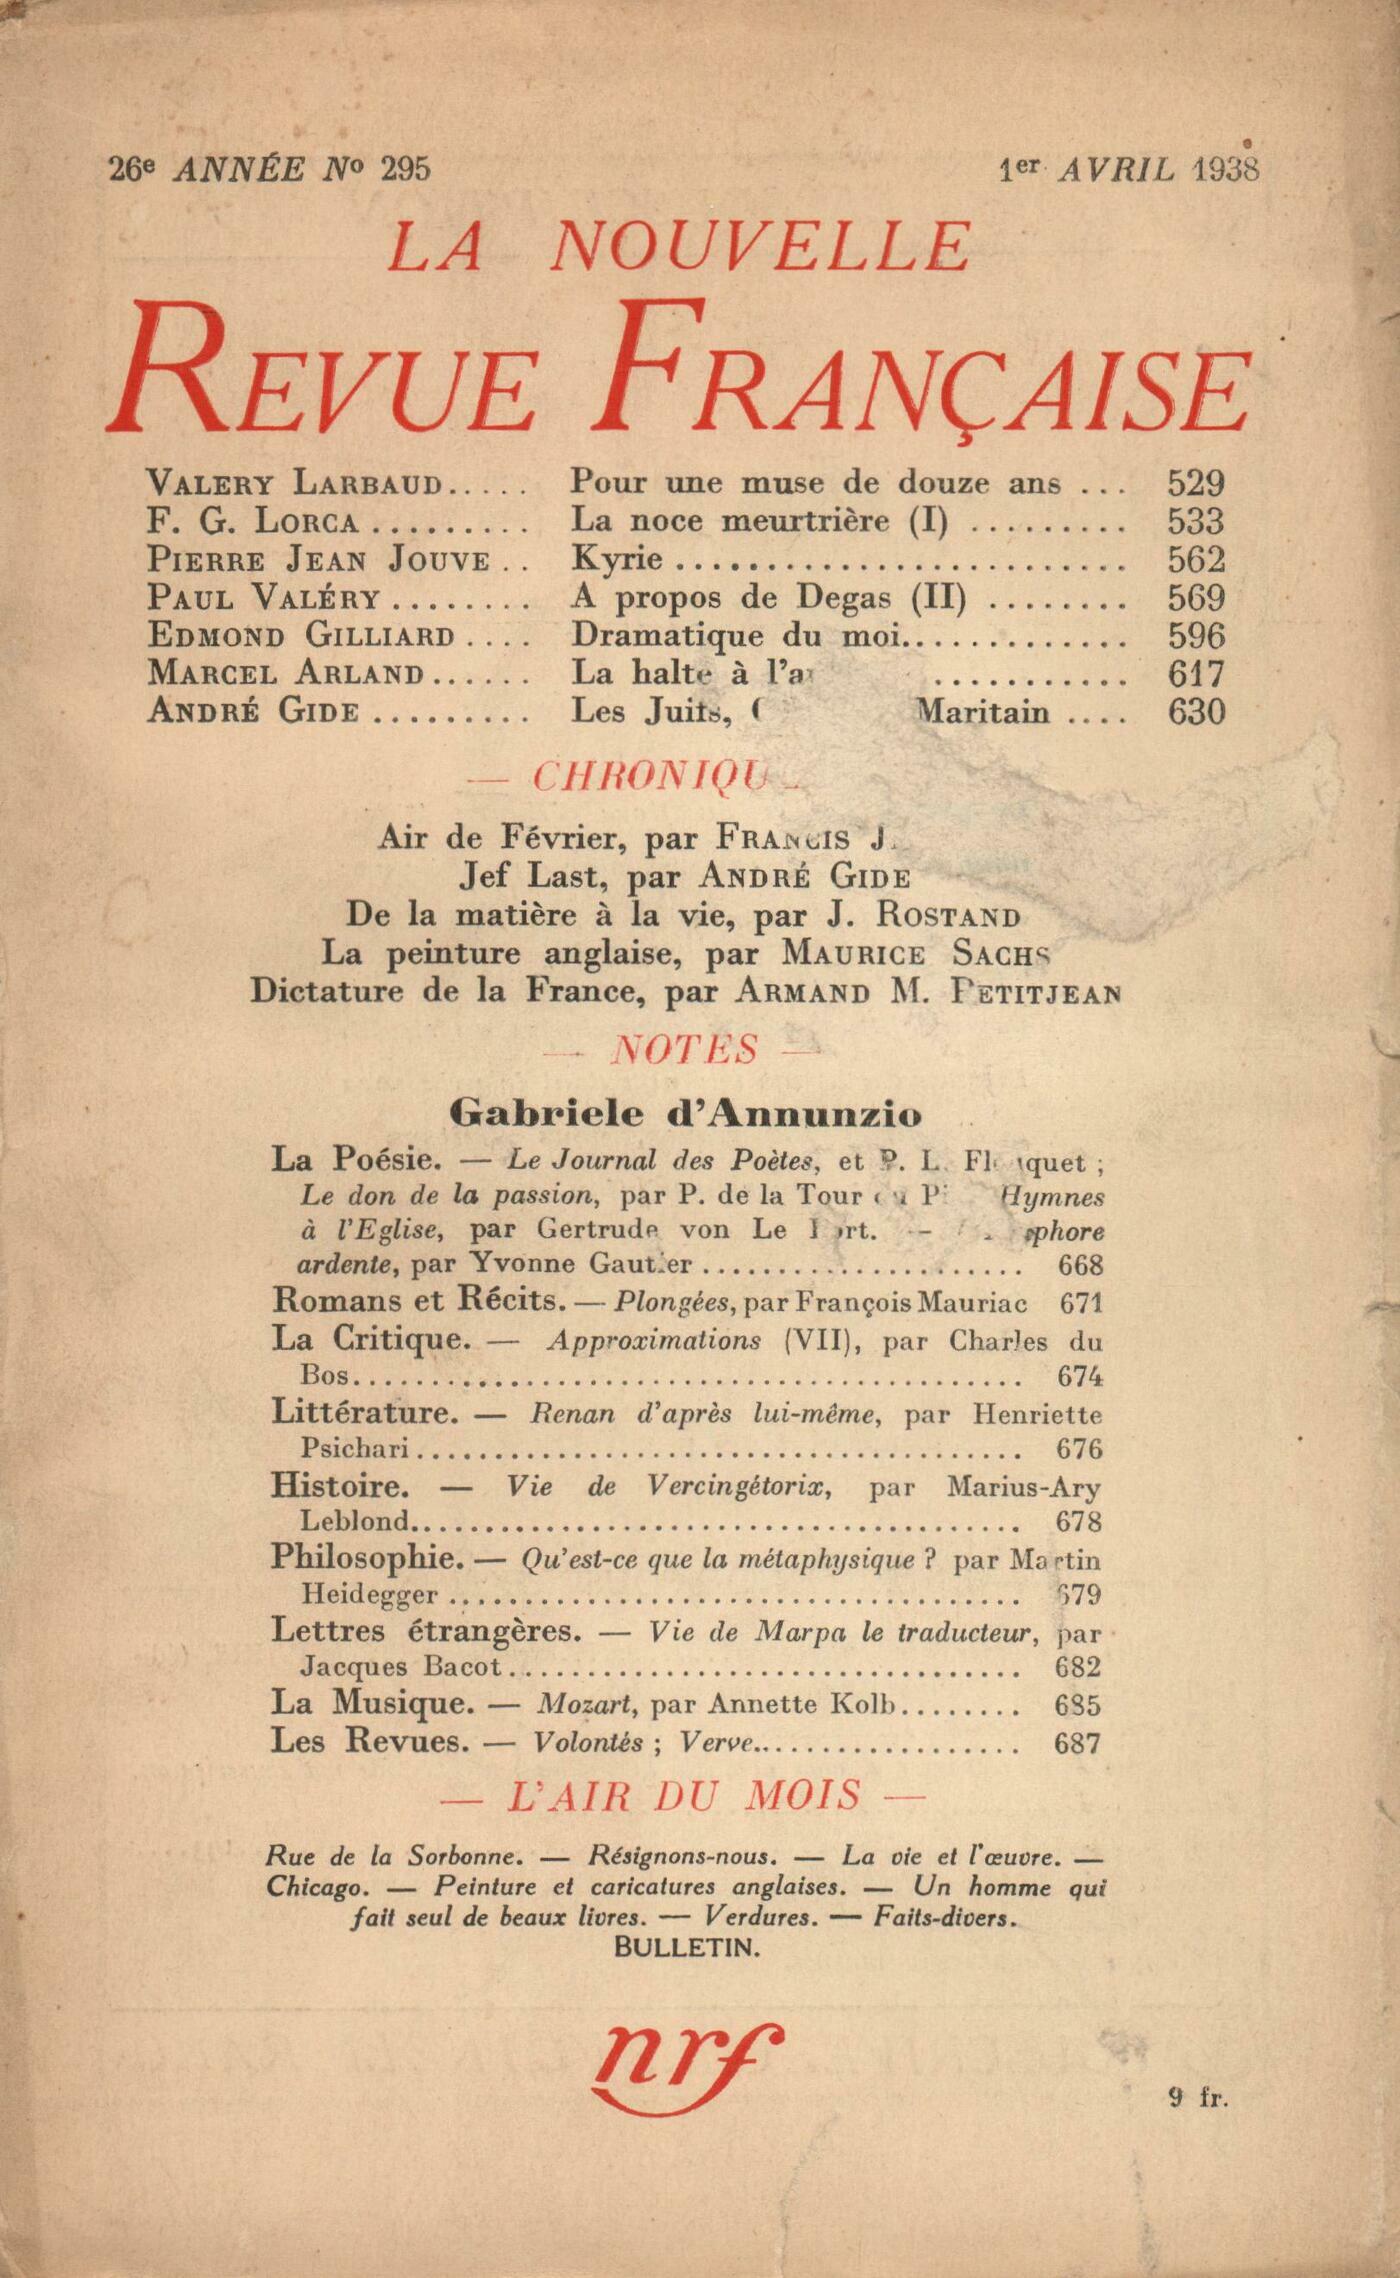 26e ANNÉE No 295
1er AVRIL 1938
LA NOUVELLE
REVUE FRANÇAISE
VALERY LARBAUD..... Pour une muse de douze ans ... 529
F. G. LORCA ......... La noce meurtrière (I) ......... 533
PIERRE JEAN JOUVE .. Kyrie .......................... 562
PAUL VALÉRY ........ A propos de Degas (II) ........ 569
EDMOND GILLIARD .... Dramatique du moi............. 596
MARCEL ARLAND ...... La halte à ........... 617
ANDRÉ GIDE ......... Les Juifs, Maritain .... 630
Air de Février, par FRANCIS J.
Jef Last, par ANDRÉ GIDE
De la matière à la vie, par J. ROSTAND
La peinture anglaise, par MAURICE SACHS
Dictature de la France, par ARMAND M. PETITJEAN
— NOTES —
Gabriele d'Annunzio
La Poésie. — Le Journal des Poètes, et P. L. ;
Le don de la passion, par P. de la Tour Hymnes
à l'Eglise, par Gertrude von Le
ardente, par Yvonne Gautier ..................... 668
Romans et Récits. — Plongées, par François Mauriac 671
La Critique. — Approximations (VII), par Charles du
Bos............................................ 674
Littérature. — Renan d'après lui-même, par Henriette
Psichari........................................ 676
Histoire. — Vie de Vercingétorix, par Marius-Ary
Leblond........................................ 678
Philosophie. — Qu'est-ce que la métaphysique ? par Martin
Heidegger ..................................... 679
Lettres étrangères. — Vie de Marpa le traducteur, par
Jacques Bacot.................................. 682
La Musique. — Mozart, par Annette Kolb........ 685
Les Revues. — Volontés ; Verve.................. 687
— L'AIR DU MOIS —
Rue de la Sorbonne. — Résignons-nous. — La vie et l'œuvre. —
Chicago. — Peinture et caricatures anglaises. — Un homme qui
fait seul de beaux livres. — Verdures. — Faits-divers.
BULLETIN.
nrf
9 fr.